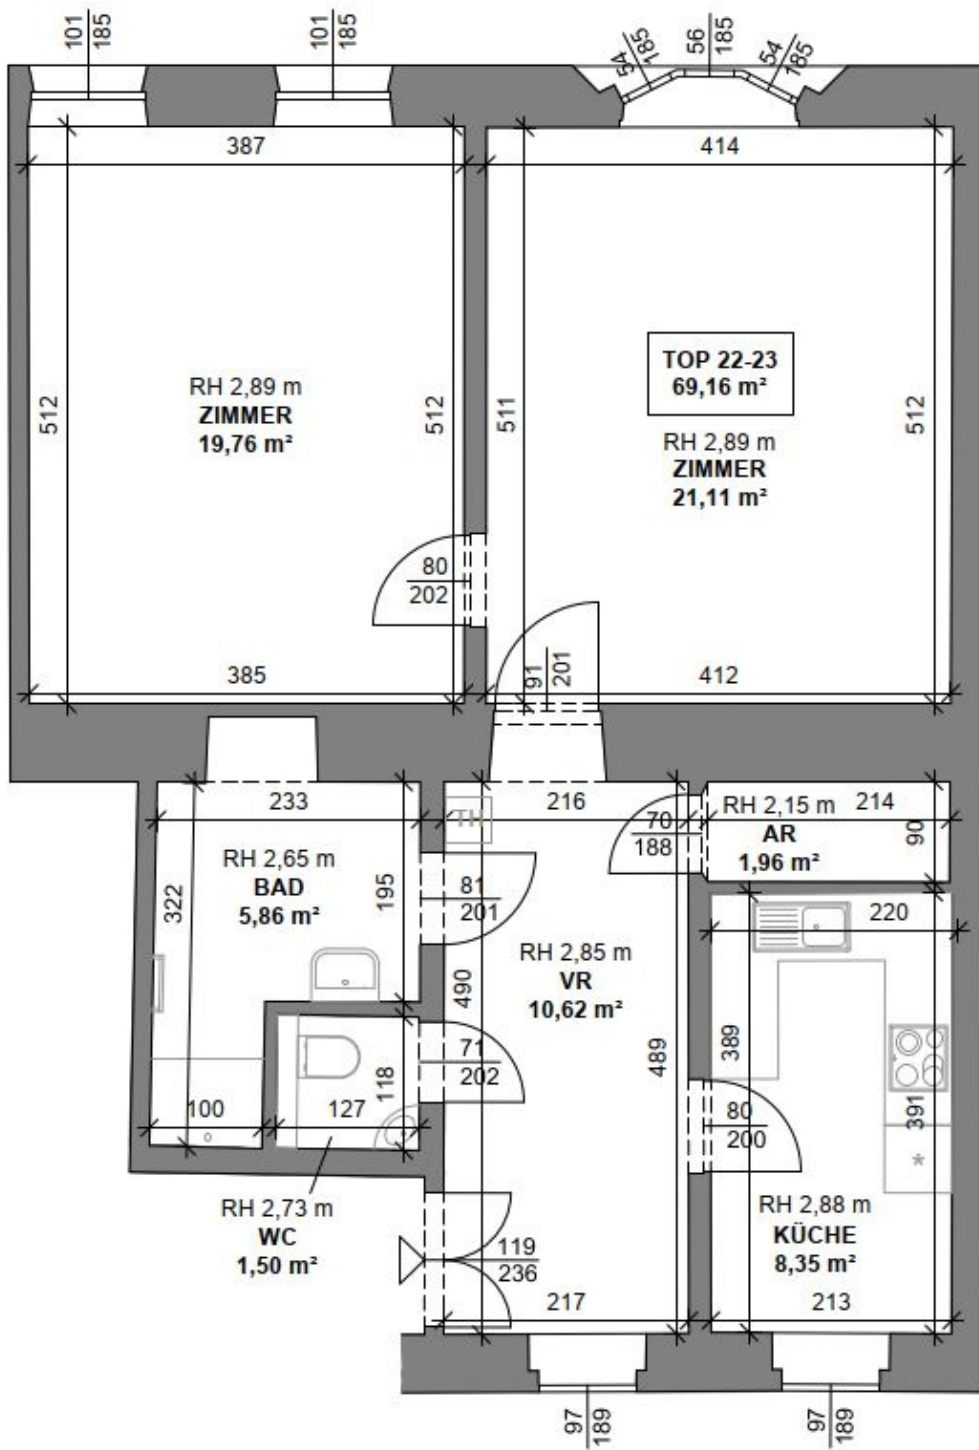 101
185
101
185
54
185
56
185
54
185
387
414
TOP 22-23
69,16 m²
RH 2,89 m
ZIMMER
19,76 m²
RH 2,89 m
ZIMMER
21,11 m²
512
512
511
512
80
202
91
201
385
412
233
216
214
TH
70
188
RH 2,15 m
AR
1,96 m²
90
RH 2,65 m
BAD
5,86 m²
322
195
81
201
220
RH 2,85 m
VR
10,62 m²
490
489
389
391
71
202
118
100
127
80
200
*
RH 2,73 m
WC
1,50 m²
RH 2,88 m
KÜCHE
8,35 m²
119
236
217
213
97
189
97
189